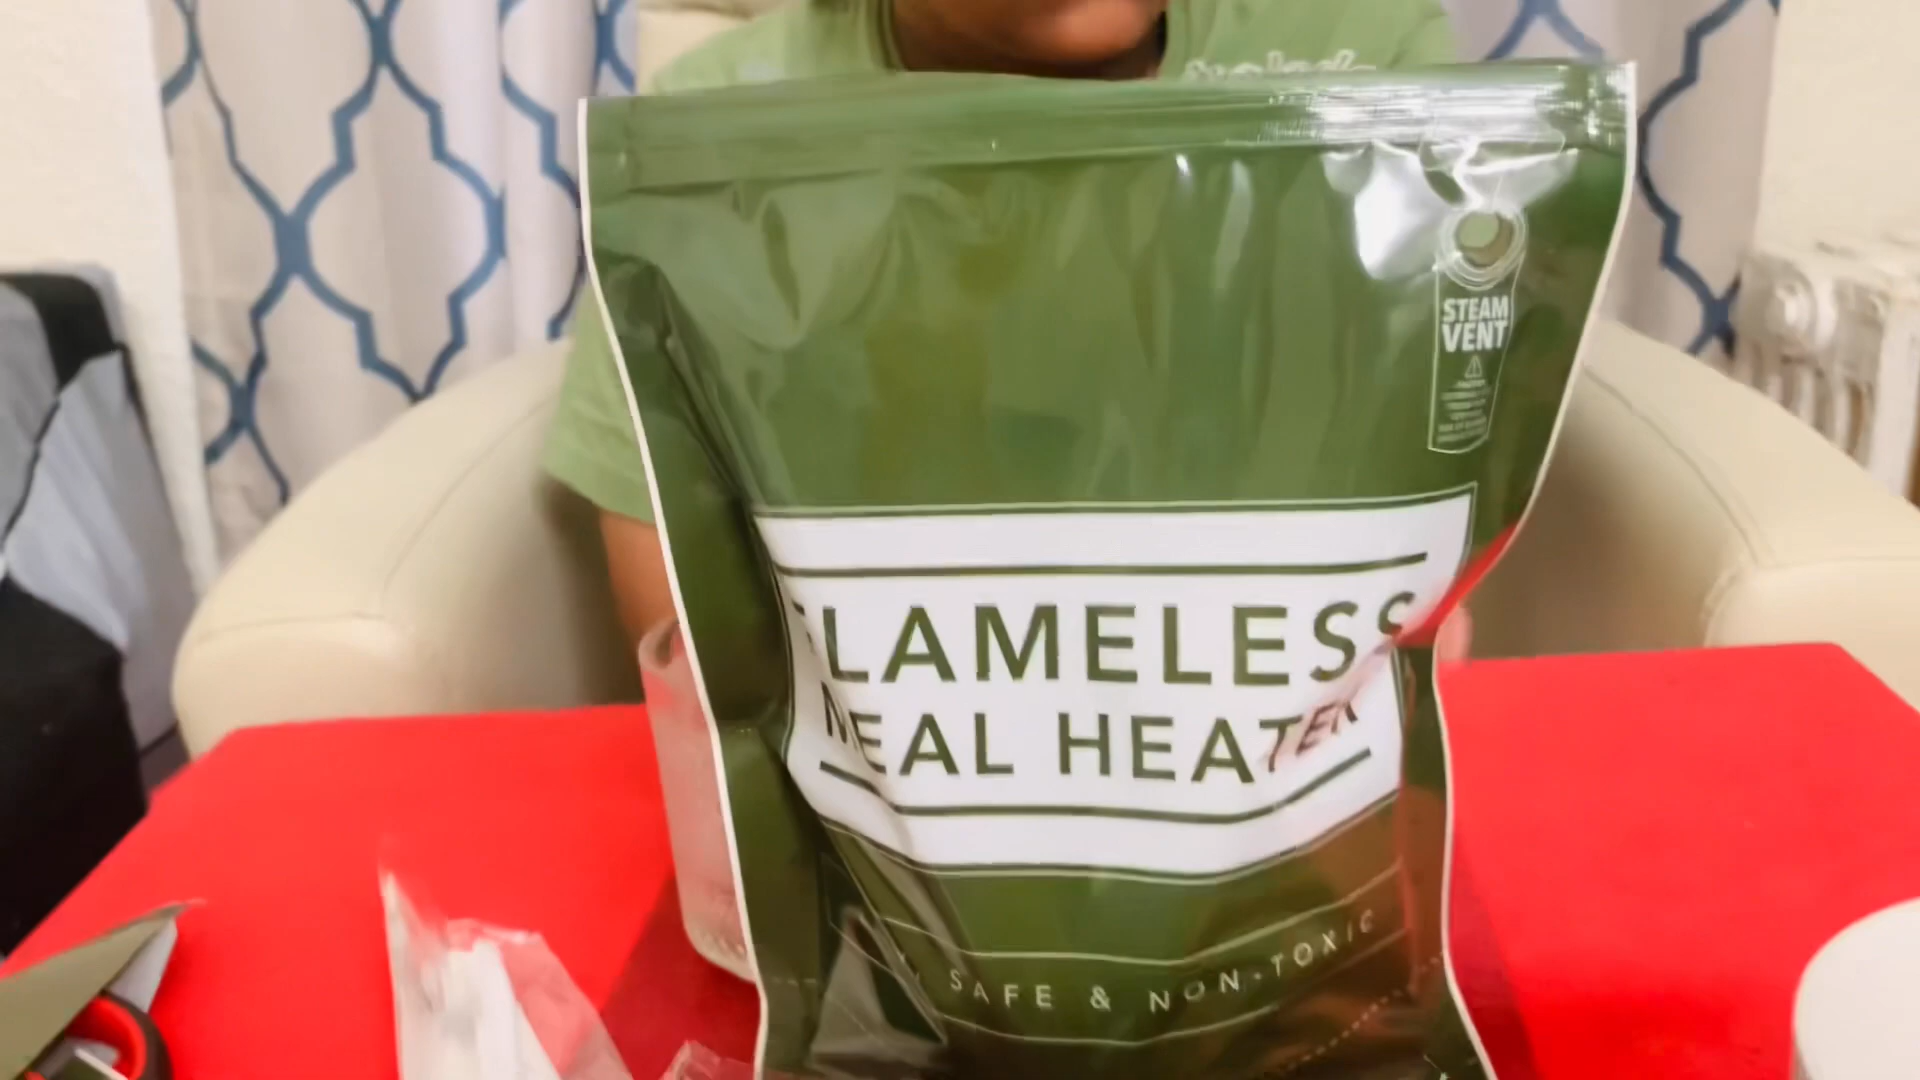 STEAM
VENT
FLAMELESS
MEAL HEATER
SAFE & NON-TOXIC